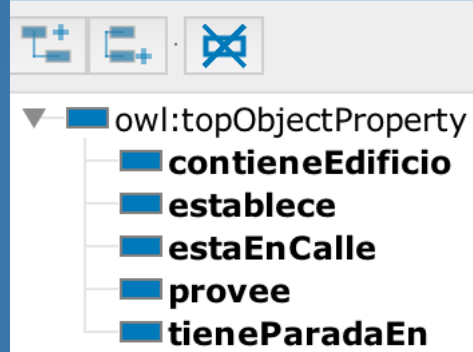 owl:topObjectProperty
contieneEdificio
establece
estaEnCalle
provee
tieneParadaEn